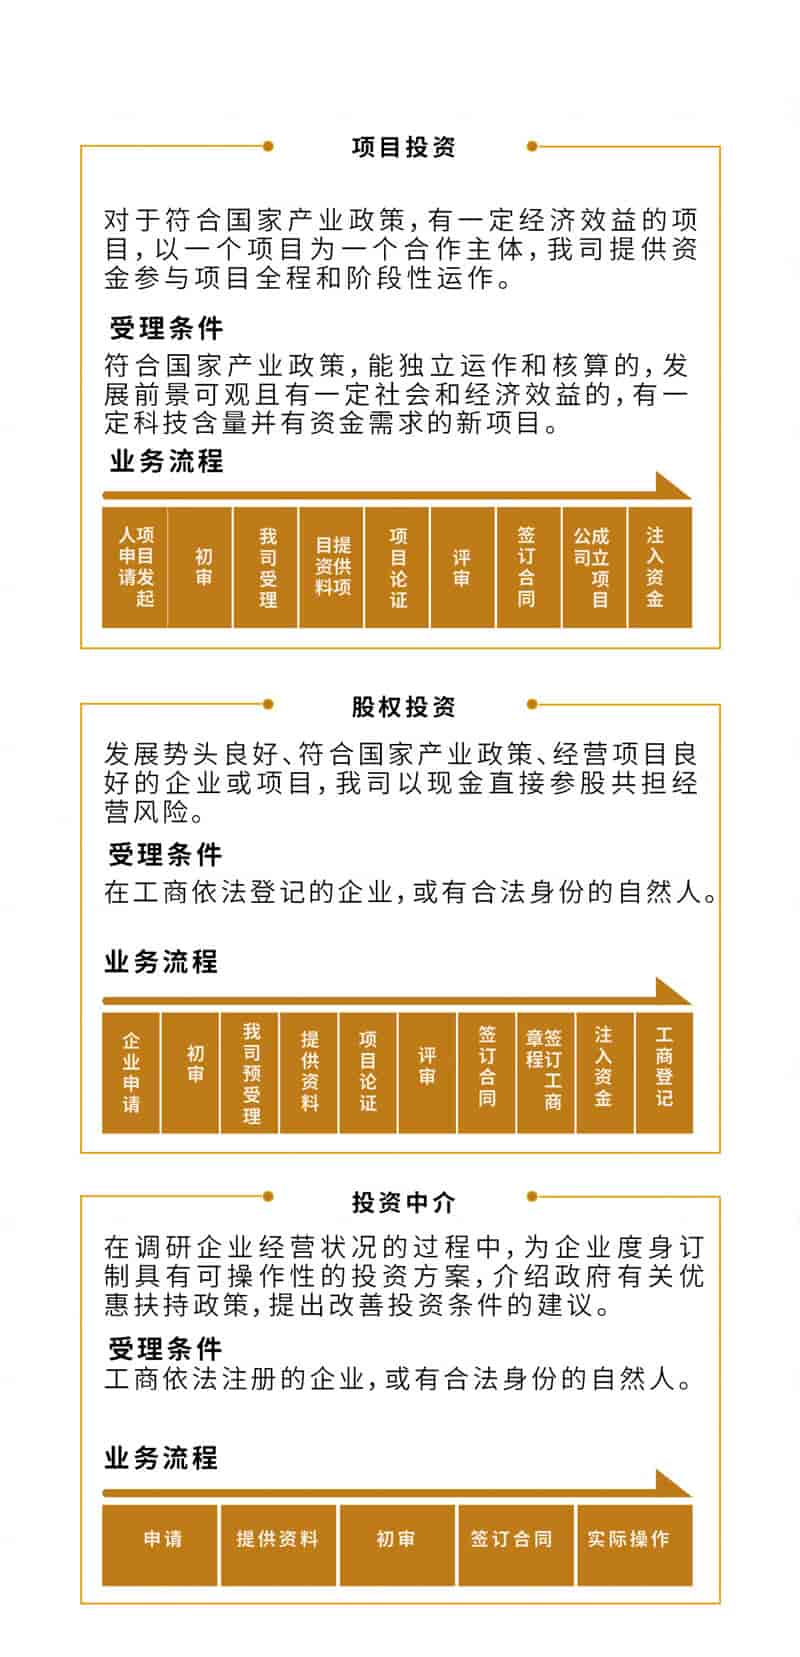 项目投资
对于符合国家产业政策,有一定经济效益的项
目,以一个项目为一个合作主体,我司提供资
金参与项目全程和阶段性运作。
受理条件
符合国家产业政策,能独立运作和核算的,发
展前景可观且有一定社会和经济效益的,有一
定科技含量并有资金需求的新项目。
业务流程
项目发起人申请
初审
我司受理
提供项目资料
项目论证
评审
签订合同
成立项目公司
注入资金
股权投资
发展势头良好、符合国家产业政策、经营项目良
好的企业或项目,我司以现金直接参股共担经
营风险。
受理条件
在工商依法登记的企业,或有合法身份的自然人。
业务流程
企业申请
初审
我司预受理
提供资料
项目论证
评审
签订合同
签订工商章程
注入资金
工商登记
投资中介
在调研企业经营状况的过程中,为企业度身订
制具有可操作性的投资方案,介绍政府有关优
惠扶持政策,提出改善投资条件的建议。
受理条件
工商依法注册的企业,或有合法身份的自然人。
业务流程
申请
提供资料
初审
签订合同
实际操作